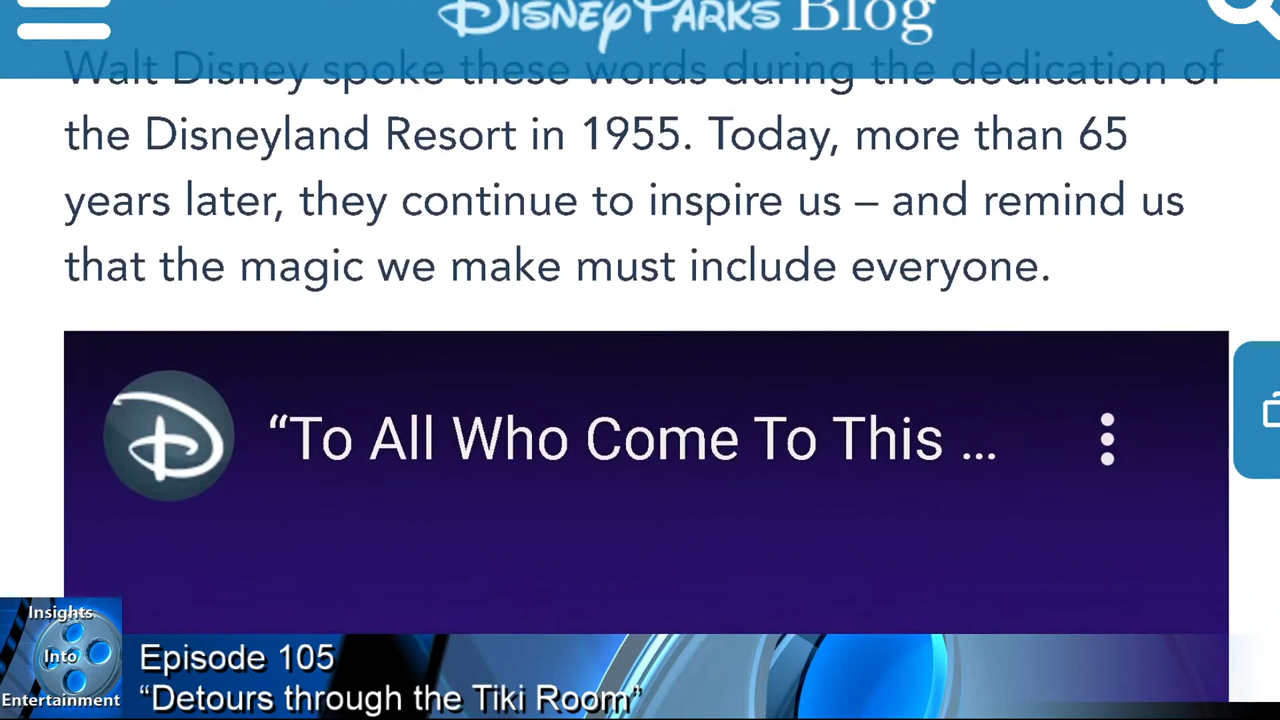 Disney Parks Blog
Walt Disney spoke these words during the dedication of
the Disneyland Resort in 1955. Today, more than 65
years later, they continue to inspire us – and remind us
that the magic we make must include everyone.
“To All Who Come To This ...
Insights
Into
Entertainment
Episode 105
“Detours through the Tiki Room”